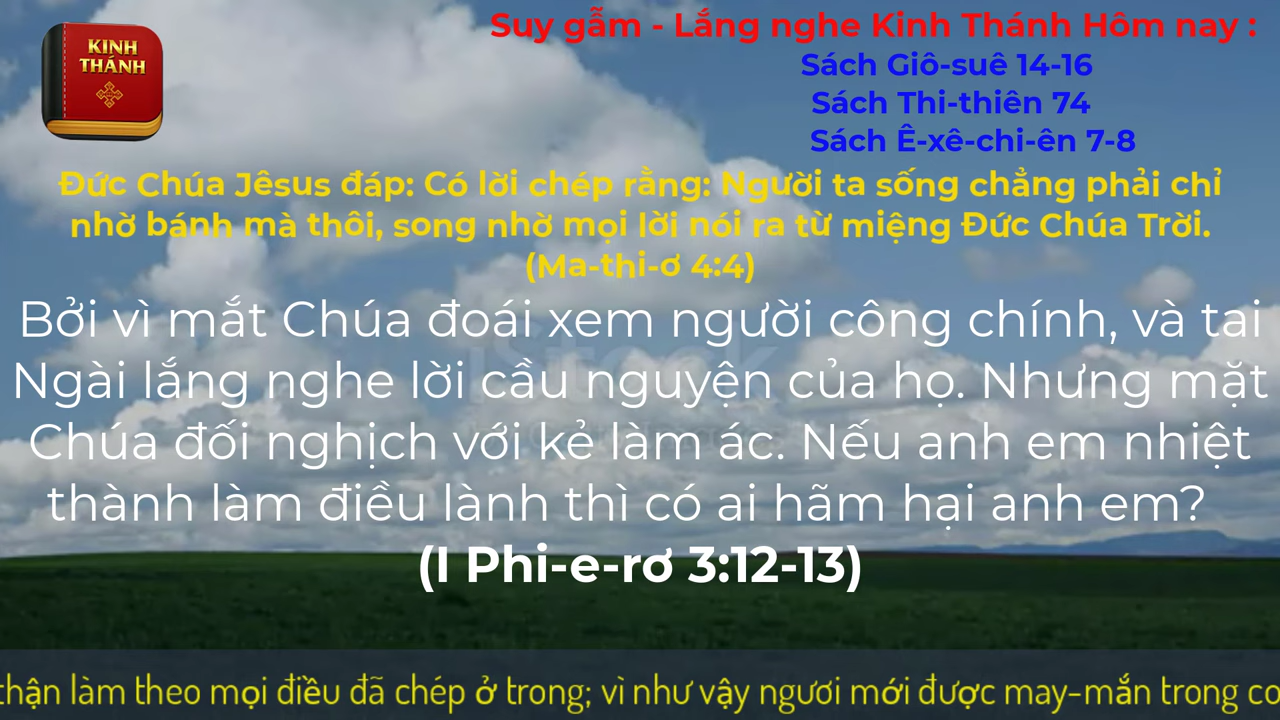 KINH
THÁNH
Suy gẫm - Lắng nghe Kinh Thánh Hôm nay :
Sách Giô-suê 14-16
Sách Thi-thiên 74
Sách Ê-xê-chi-ên 7-8
Đức Chúa Jêsus đáp: Có lời chép rằng: Người ta sống chẳng phải chỉ
nhờ bánh mà thôi, song nhờ mọi lời nói ra từ miệng Đức Chúa Trời.
(Ma-thi-ơ 4:4)
Bởi vì mắt Chúa đoái xem người công chính, và tai
Ngài lắng nghe lời cầu nguyện của họ. Nhưng mặt
Chúa đối nghịch với kẻ làm ác. Nếu anh em nhiệt
thành làm điều lành thì có ai hãm hại anh em?
(I Phi-e-rơ 3:12-13)
thận làm theo mọi điều đã chép ở trong; vì như vậy ngươi mới được may-mắn trong co